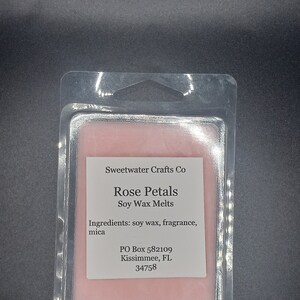 Sweetwater Crafts Co
Rose Petals
Soy Wax Melts
Ingredients: soy wax, fragrance,
mica
PO Box 582109
Kissimmee, FL
34758